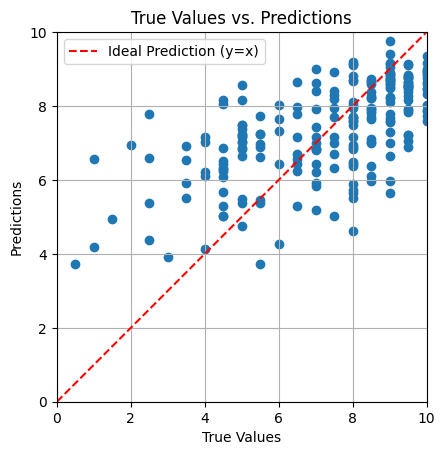 True Values vs. Predictions
Ideal Prediction (y=x)
10
8
6
4
2
0
Predictions
0 2 4 6 8 10
True Values